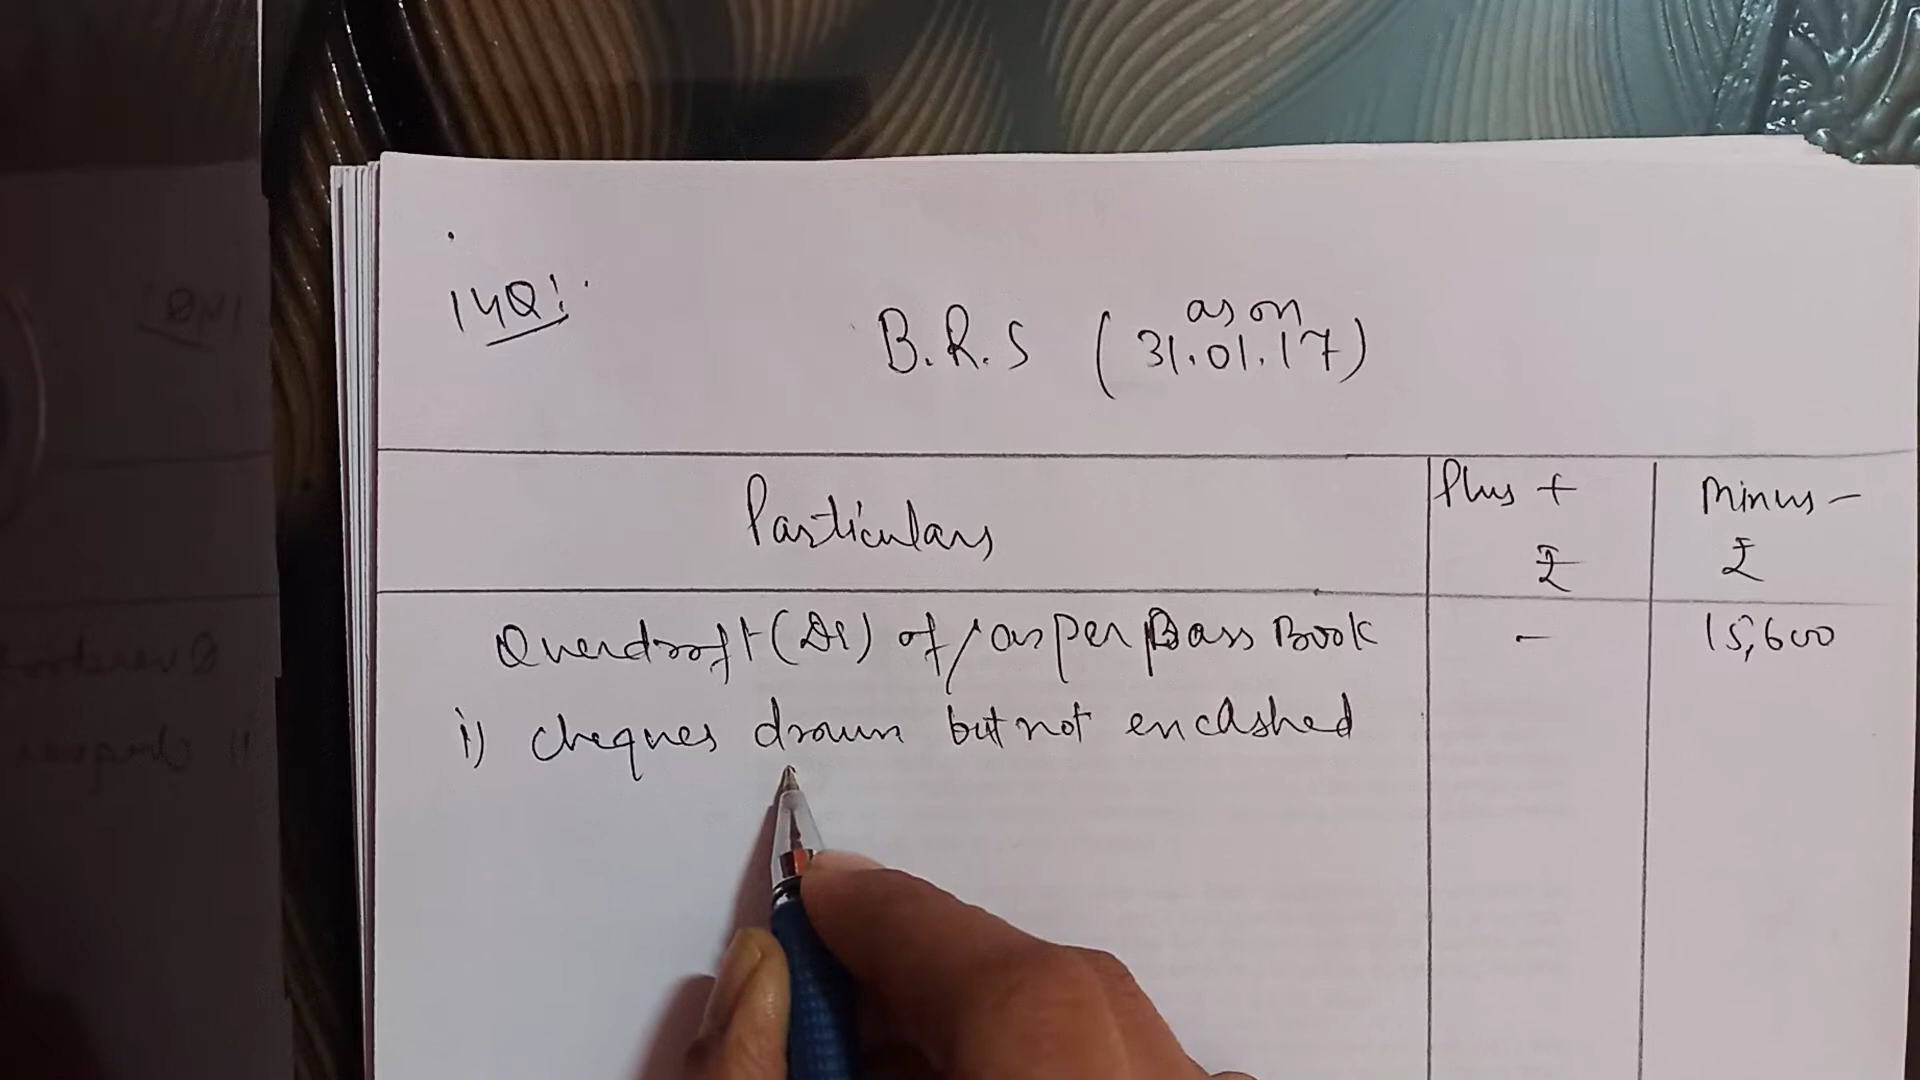 14Q!
B.R.S ( as on 31.01.17)
Particulars
Plus +
₹
Minus -
₹
Overdraft (Dr) of/as per Pass Book - 15,600
i) cheques drawn but not encashed